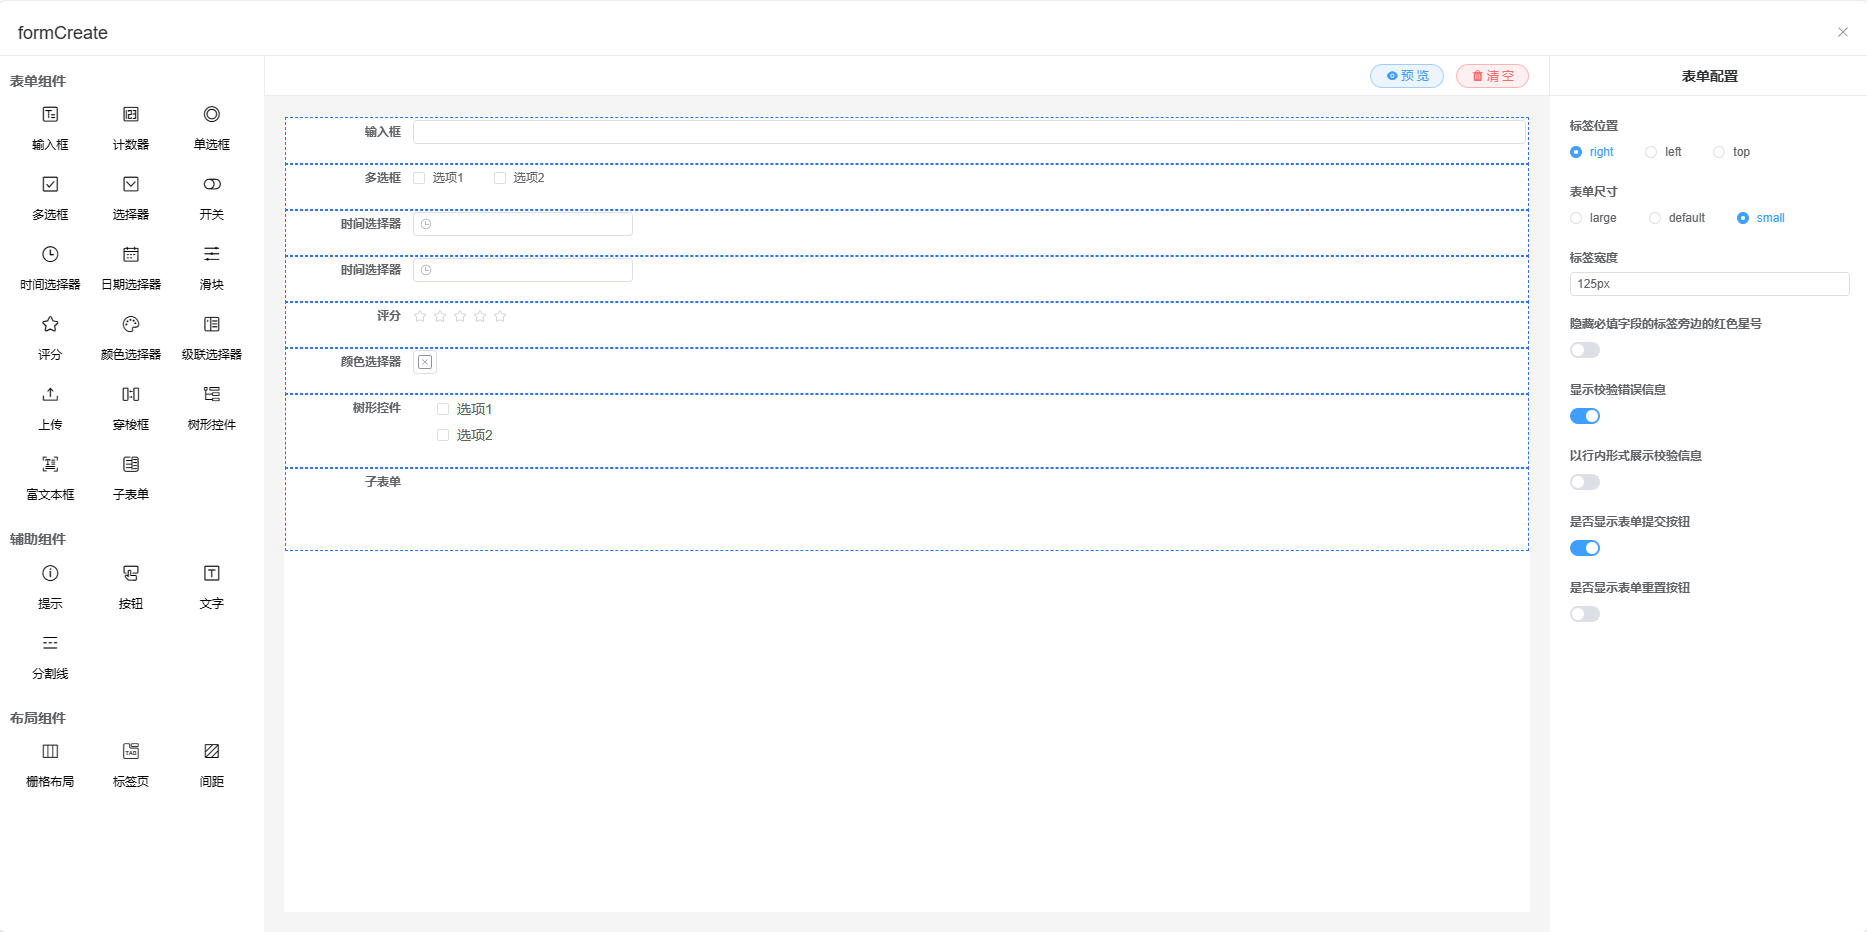 formCreate
表单组件
输入框 计数器 单选框
多选框 选择器 开关
时间选择器 日期选择器 滑块
评分 颜色选择器 级联选择器
上传 穿梭框 树形控件
富文本框 子表单
辅助组件
提示 按钮 文字
分割线
布局组件
栅格布局 标签页 间距
预览 清空
输入框
多选框 选项1 选项2
时间选择器
时间选择器
评分
颜色选择器
树形控件 选项1
选项2
子表单
表单配置
标签位置
right left top
表单尺寸
large default small
标签宽度
125px
隐藏必填字段的标签旁边的红色星号
显示校验错误信息
以行内形式展示校验信息
是否显示表单提交按钮
是否显示表单重置按钮